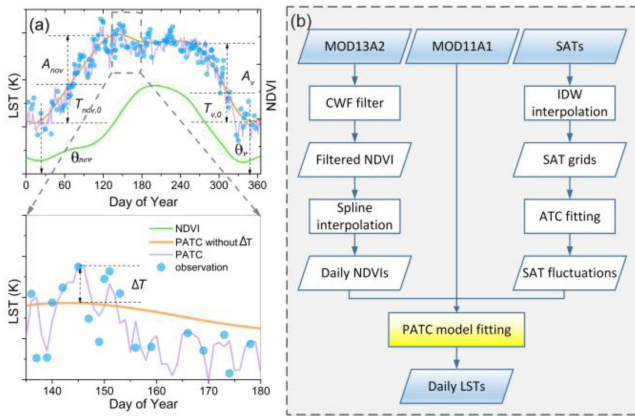 (a)
LST (K)
A_nov
T_nov,0
θ_nov
A_v
T_v,0
θ_v
NDVI
0 60 120 180 240 300 360
Day of Year
LST (K)
NDVI
PATC without ΔT
PATC
observation
ΔT
140 150 160 170 180
Day of Year
(b)
MOD13A2
MOD11A1
SATs
CWF filter
IDW
interpolation
Filtered NDVI
SAT grids
Spline
interpolation
ATC fitting
Daily NDVIs
SAT fluctuations
PATC model fitting
Daily LSTs